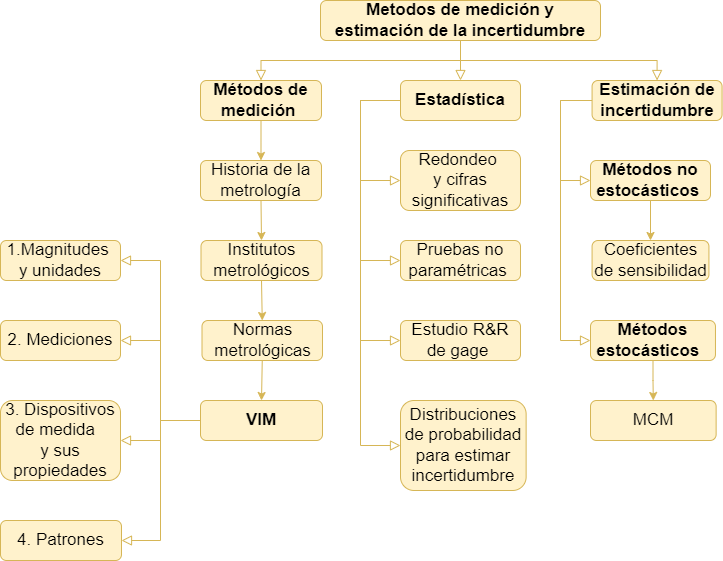 Metodos de medición y
estimación de la incertidumbre
Métodos de
medición
Estadística
Estimación de
incertidumbre
Historia de la
metrología
Redondeo
y cifras
significativas
Métodos no
estocásticos
1.Magnitudes
y unidades
Institutos
metrológicos
Pruebas no
paramétricas
Coeficientes
de sensibilidad
2. Mediciones
Normas
metrológicas
Estudio R&R
de gage
Métodos
estocásticos
3. Dispositivos
de medida
y sus
propiedades
VIM
Distribuciones
de probabilidad
para estimar
incertidumbre
MCM
4. Patrones